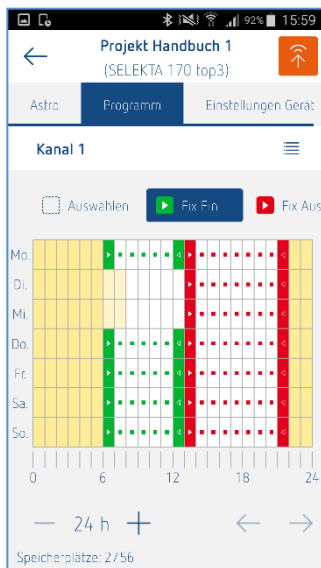 92% 15:59
Projekt Handbuch 1
(SELEKTA 170 top3)
Astro Programm Einstellungen Gerät
Kanal 1
Auswählen Fix Ein Fix Aus
Mo.
Di.
Mi.
Do.
Fr.
Sa.
So.
0 6 12 18 24
24 h
Speicherplätze: 2/56